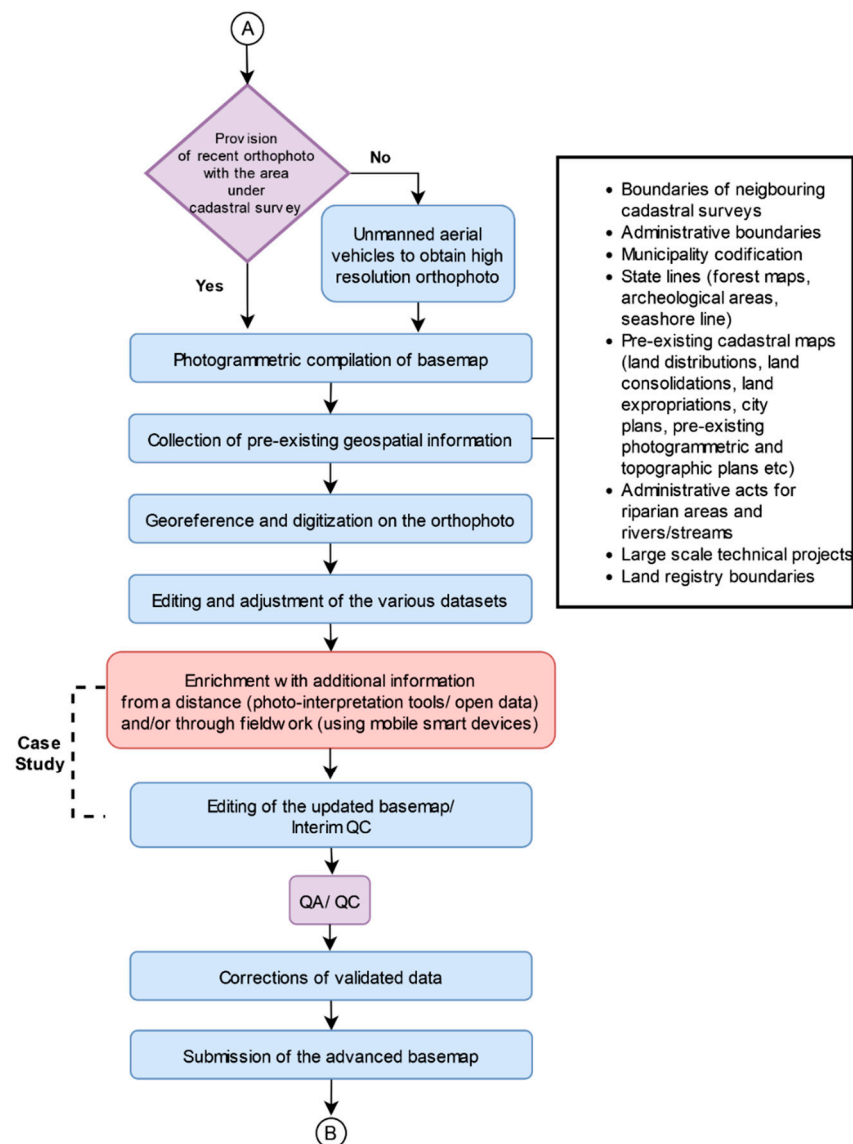 A
Provision
of recent orthophoto
with the area
under
cadastral survey
No
Yes
Unmanned aerial
vehicles to obtain high
resolution orthophoto
Photogrammetric compilation of basemap
Collection of pre-existing geospatial information
• Boundaries of neigbouring
cadastral surveys
• Administrative boundaries
• Municipality codification
• State lines (forest maps,
archeological areas,
seashore line)
• Pre-existing cadastral maps
(land distributions, land
consolidations, land
expropriations, city
plans, pre-existing
photogrammetric and
topographic plans etc)
• Administrative acts for
riparian areas and
rivers/streams
• Large scale technical projects
• Land registry boundaries
Georeference and digitization on the orthophoto
Editing and adjustment of the various datasets
Enrichment with additional information
from a distance (photo-interpretation tools/ open data)
and/or through fieldwork (using mobile smart devices)
Case
Study
Editing of the updated basemap/
Interim QC
QA/ QC
Corrections of validated data
Submission of the advanced basemap
B